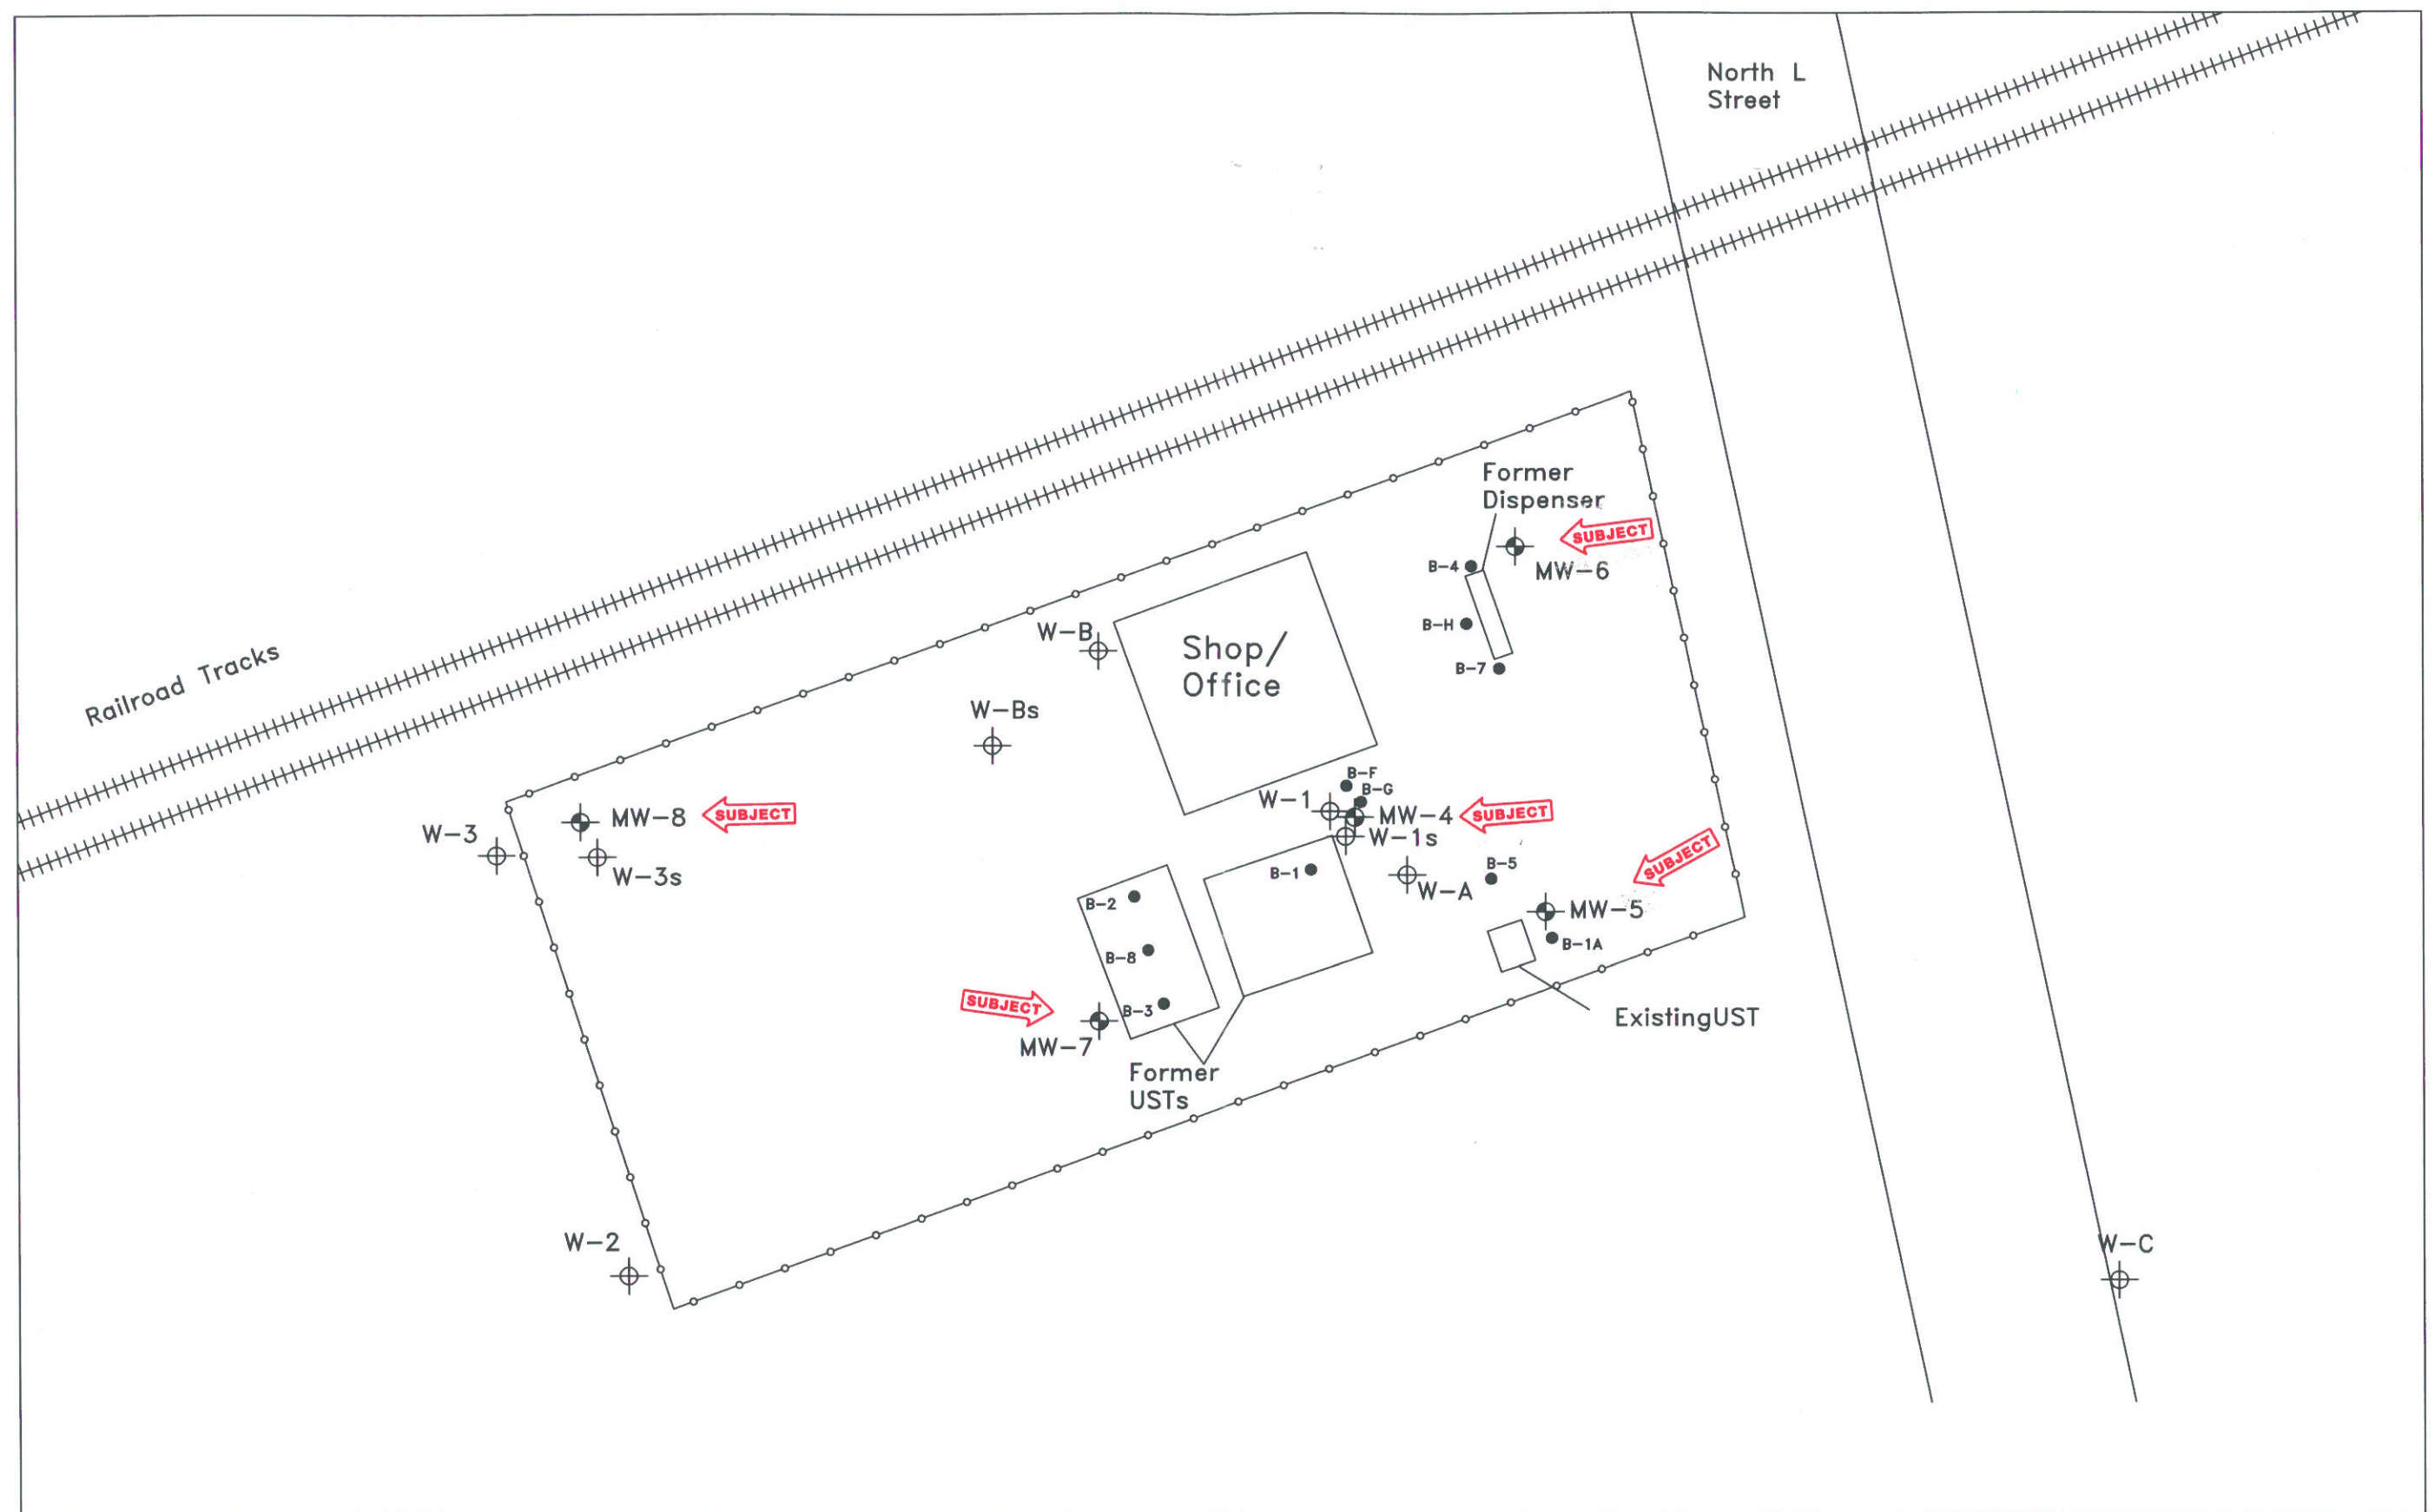 North L
Street
Former
Dispenser
SUBJECT
B-4
MW-6
B-H
W-B
Shop/
Office
Railroad Tracks
B-7
W-Bs
B-F
B-G
W-1
MW-8
SUBJECT
MW-4
SUBJECT
W-3
W-1s
SUBJECT
B-5
B-1
W-3s
W-A
B-2
MW-5
B-1A
B-8
SUBJECT
B-3
ExistingUST
MW-7
Former
USTs
W-2
W-C